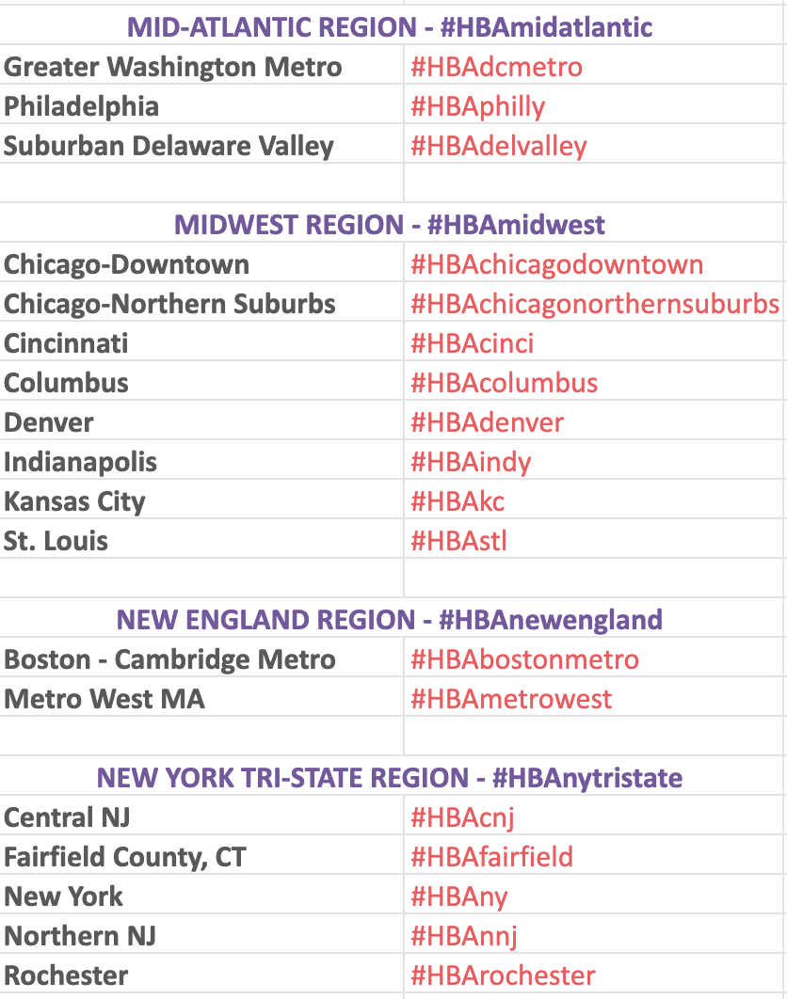 MID-ATLANTIC REGION - #HBAmidatlantic
Greater Washington Metro #HBAdcmetro
Philadelphia #HBAphilly
Suburban Delaware Valley #HBAdelvalley
MIDWEST REGION - #HBAmidwest
Chicago-Downtown #HBAchicagodowntown
Chicago-Northern Suburbs #HBAchicagonorthernsuburbs
Cincinnati #HBAcinci
Columbus #HBAcolumbus
Denver #HBAdenver
Indianapolis #HBAindy
Kansas City #HBAkc
St. Louis #HBAstl
NEW ENGLAND REGION - #HBAnewengland
Boston - Cambridge Metro #HBAbostonmetro
Metro West MA #HBAmetrowest
NEW YORK TRI-STATE REGION - #HBAnytristate
Central NJ #HBAcnj
Fairfield County, CT #HBAfairfield
New York #HBAny
Northern NJ #HBAnnj
Rochester #HBArochester